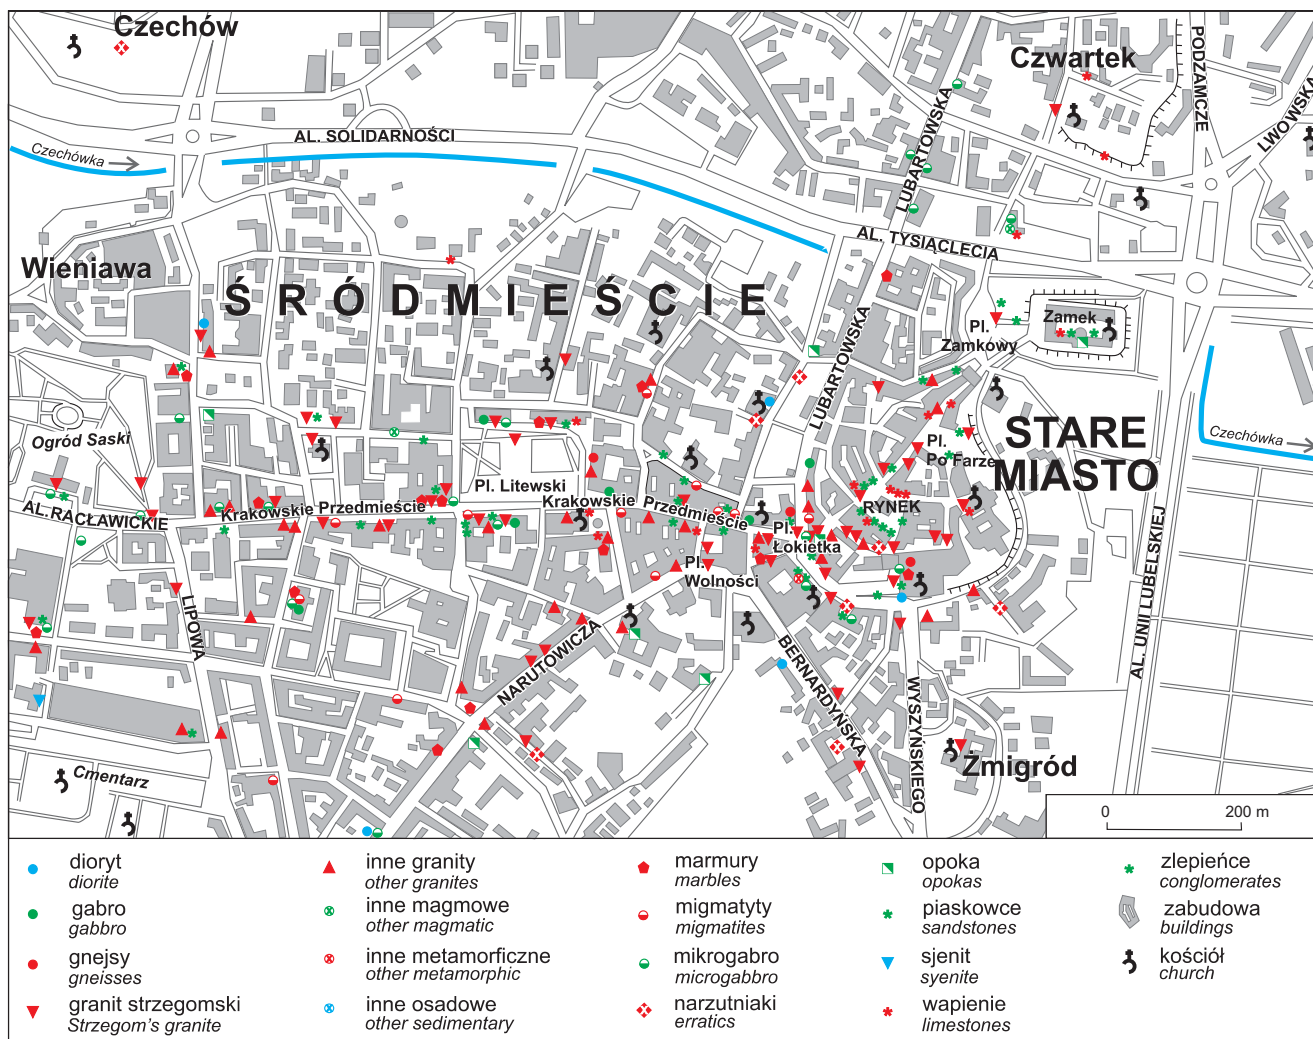 Czechów
Czwartek
PODZAMCZE
LWOWSKA
AL. SOLIDARNOŚCI
Czechówka
LUBARTOWSKA
AL. TYSIĄCLECIA
Wieniawa
ŚRÓDMIEŚCIE
Zamek
Pl.
Zamkowy
LUBARTOWSKA
STARE
MIASTO
Czechówka
Ogród Saski
Pl.
Po Farze
Pl. Litewski
Krakowskie Przedmieście
Krakowskie Przedmieście
RYNEK
AL.RACŁAWICKIE
Pl.
Łokietka
Pl.
Wolności
LIPOWA
NARUTOWICZA
BERNARDYŃSKA
WYSZYŃSKIEGO
AL. UNII LUBELSKIEJ
Żmigród
Cmentarz
0 200 m
dioryt
diorite
gabro
gabbro
gnejsy
gneisses
granit strzegomski
Strzegom's granite
inne granity
other granites
inne magmowe
other magmatic
inne metamorficzne
other metamorphic
inne osadowe
other sedimentary
marmury
marbles
migmatyty
migmatites
mikrogabro
microgabbro
narzutniaki
erratics
opoka
opokas
piaskowce
sandstones
sjenit
syenite
wapienie
limestones
zlepieńce
conglomerates
zabudowa
buildings
kościół
church